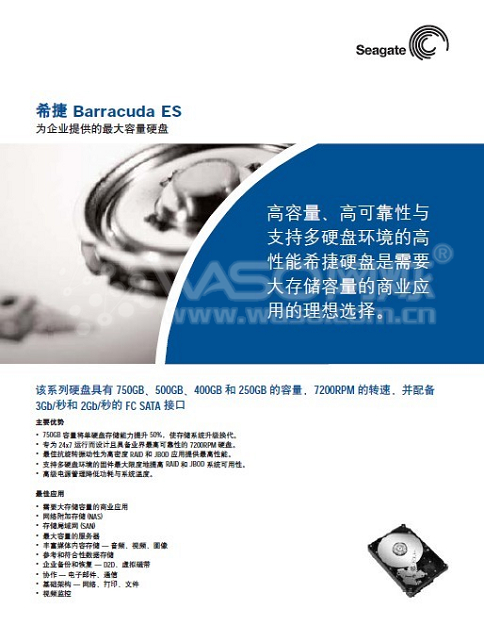 Seagate
希捷 Barracuda ES
为企业提供的最大容量硬盘
高容量、高可靠性与
支持多硬盘环境的高
性能希捷硬盘是需要
大存储容量的商业应
用的理想选择。
www.waso.com.cn
该系列硬盘具有 750GB、500GB、400GB 和 250GB 的容量，7200RPM 的转速，并配备
3Gb/秒和 2Gb/秒的 FC SATA 接口
主要优势
• 750GB 容量将单硬盘存储能力提升 50%，使存储系统升级换代。
• 专为 24x7 运行而设计且具备业界最高可靠性的 7200RPM 硬盘。
• 最佳抗旋转振动性为高密度 RAID 和 JBOD 应用提供最高性能。
• 支持多硬盘环境的固件最大限度地提高 RAID 和 JBOD 系统可用性。
• 高级电源管理降低功耗与系统温度。
最佳应用
• 需要大存储容量的商业应用
• 网络附加存储(NAS)
• 存储局域网(SAN)
• 最大容量的服务器
• 丰富媒体内容存储 — 音频、视频、图像
• 参考和符合性数据存储
• 企业备份和恢复 — D2D、虚拟磁带
• 协作 — 电子邮件、通信
• 基础架构 — 网络、打印、文件
• 视频监控